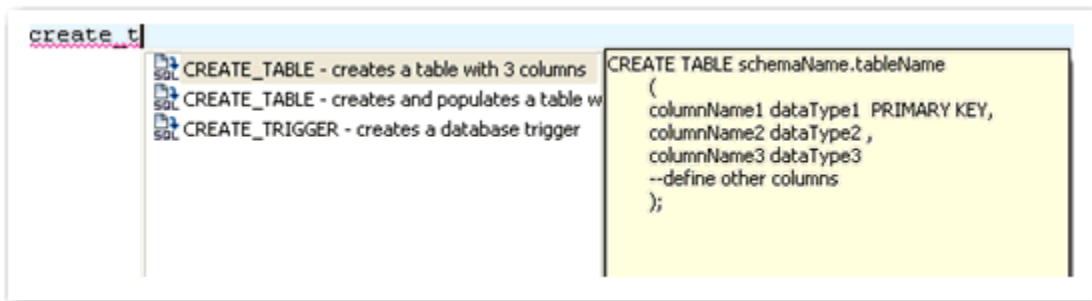 create_t
CREATE_TABLE - creates a table with 3 columns
CREATE_TABLE - creates and populates a table w
CREATE_TRIGGER - creates a database trigger
CREATE TABLE schemaName.tableName
(
columnName1 dataType1  PRIMARY KEY,
columnName2 dataType2 ,
columnName3 dataType3
--define other columns
);